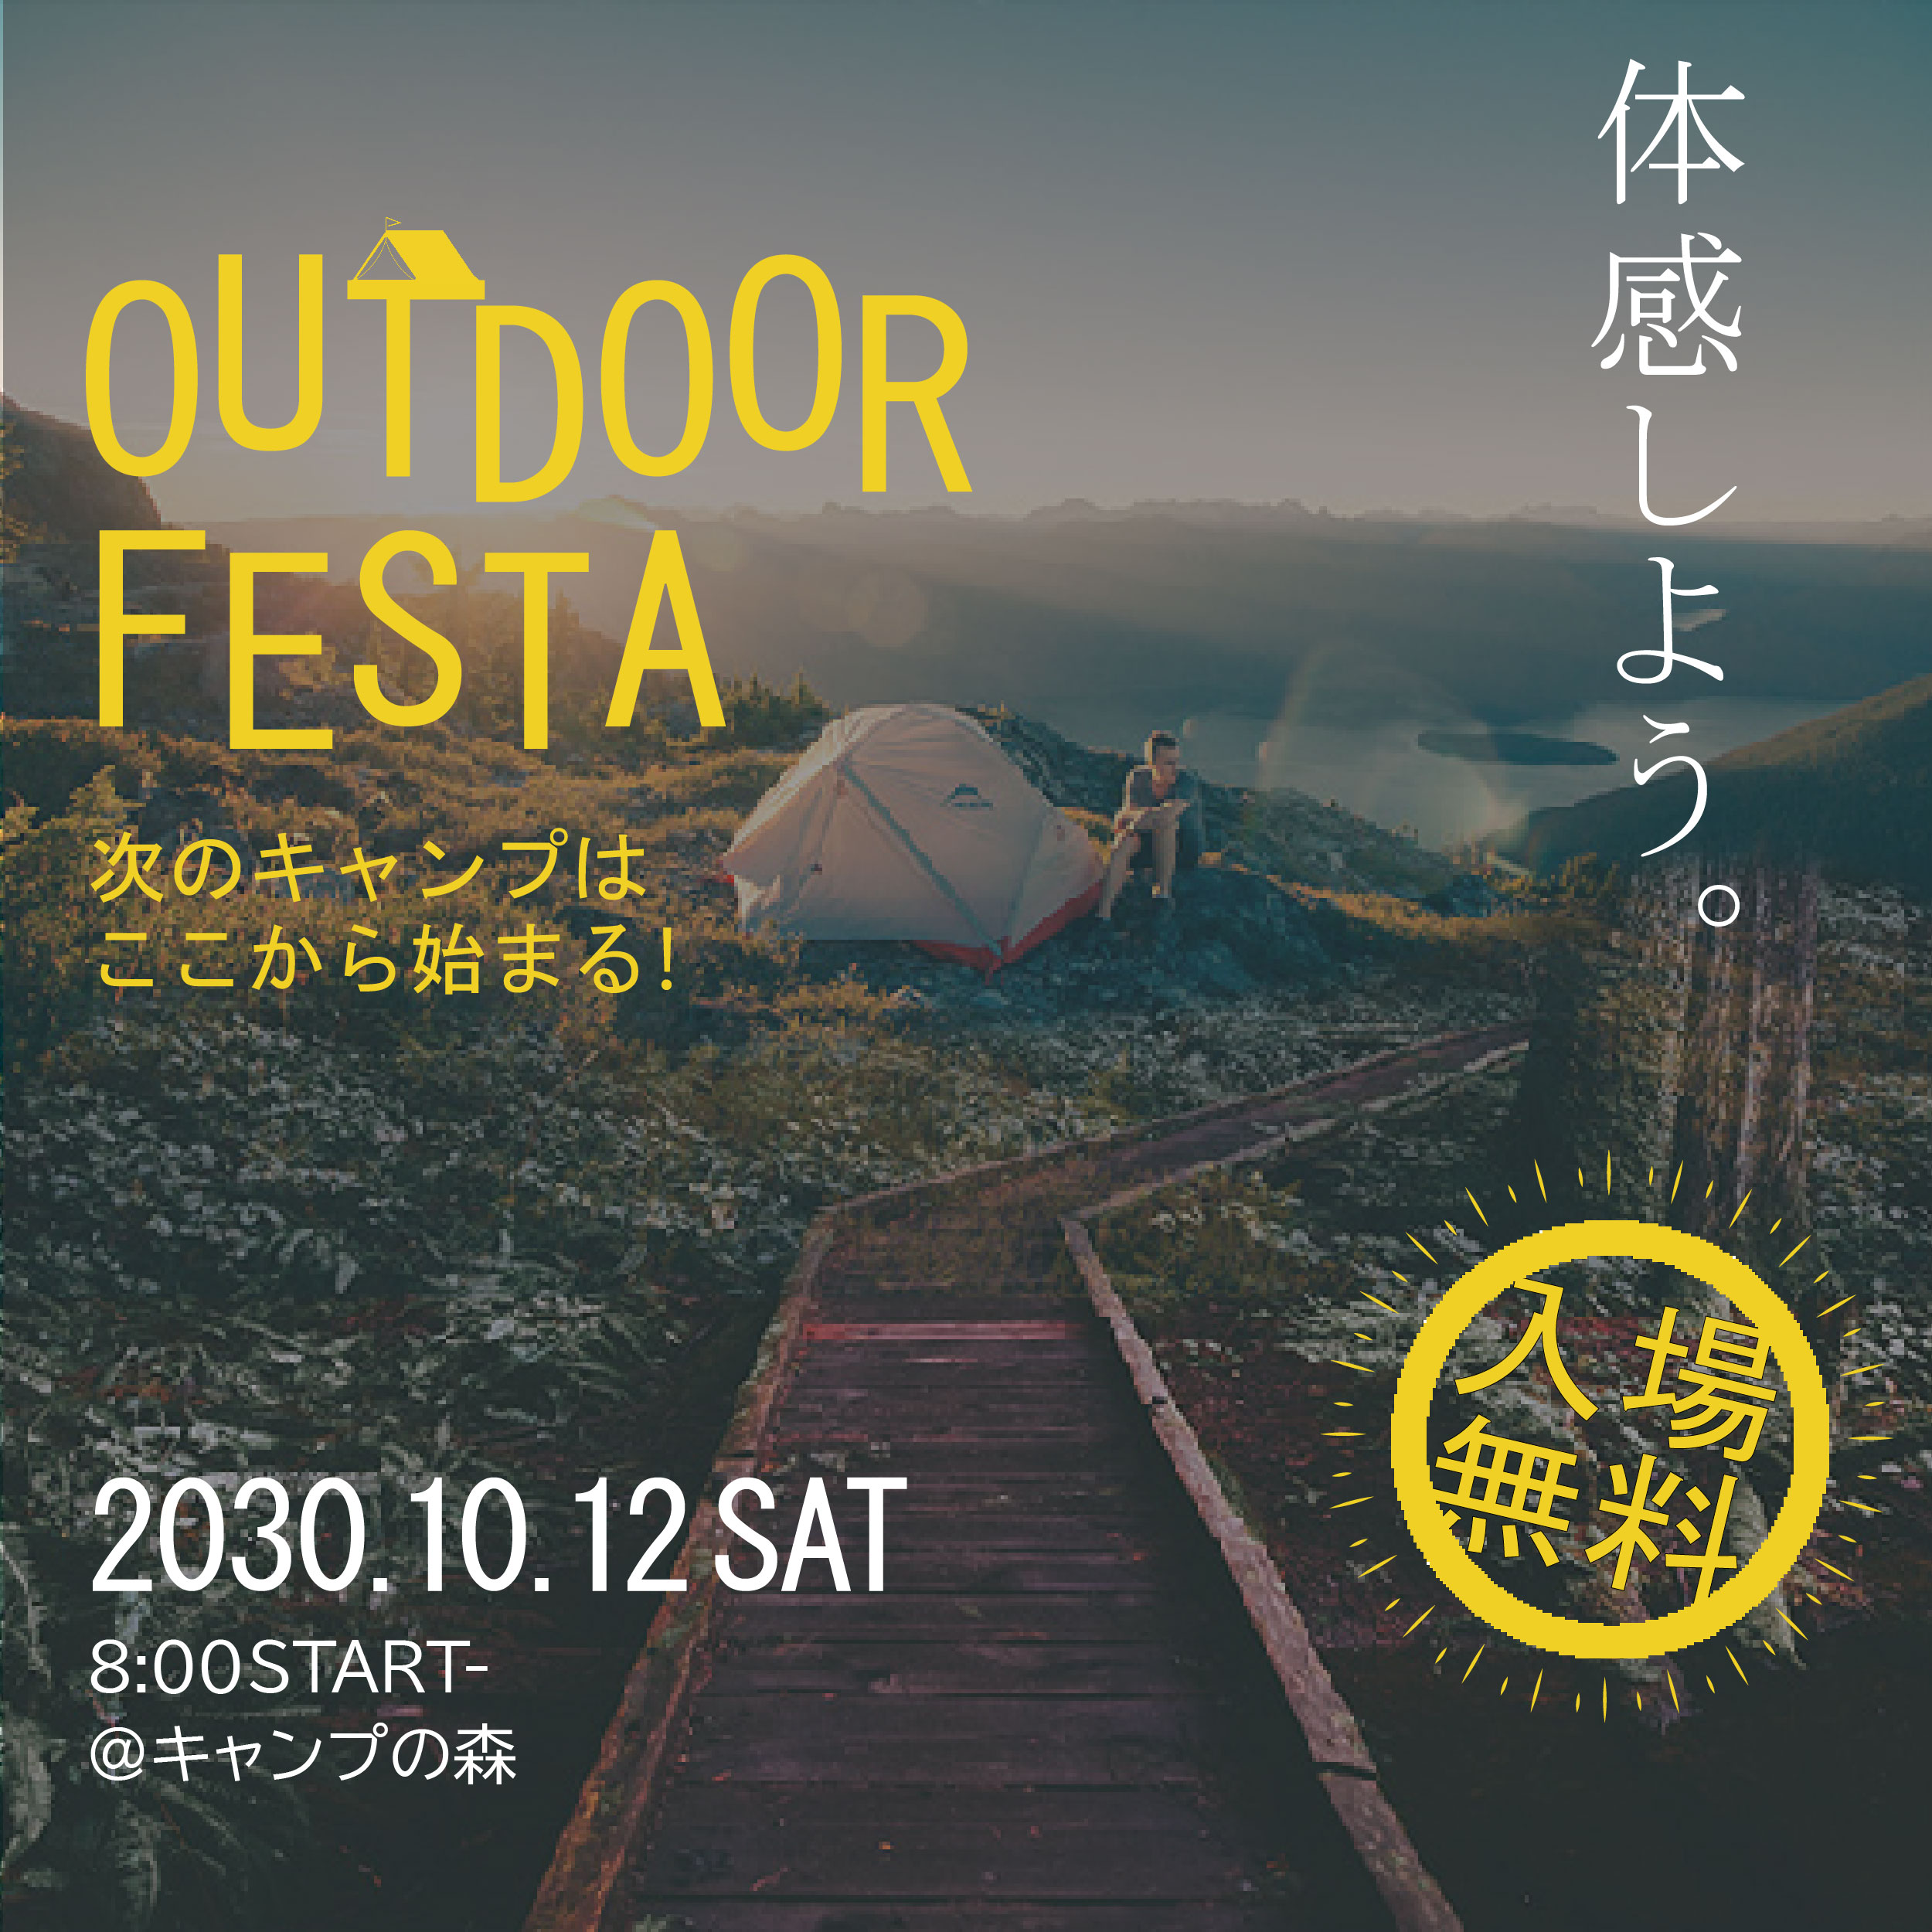 体感しよう。
OUTDOOR
FESTA
次のキャンプは
ここから始まる!
入場
無料
2030.10.12 SAT
8:00START-
@キャンプの森